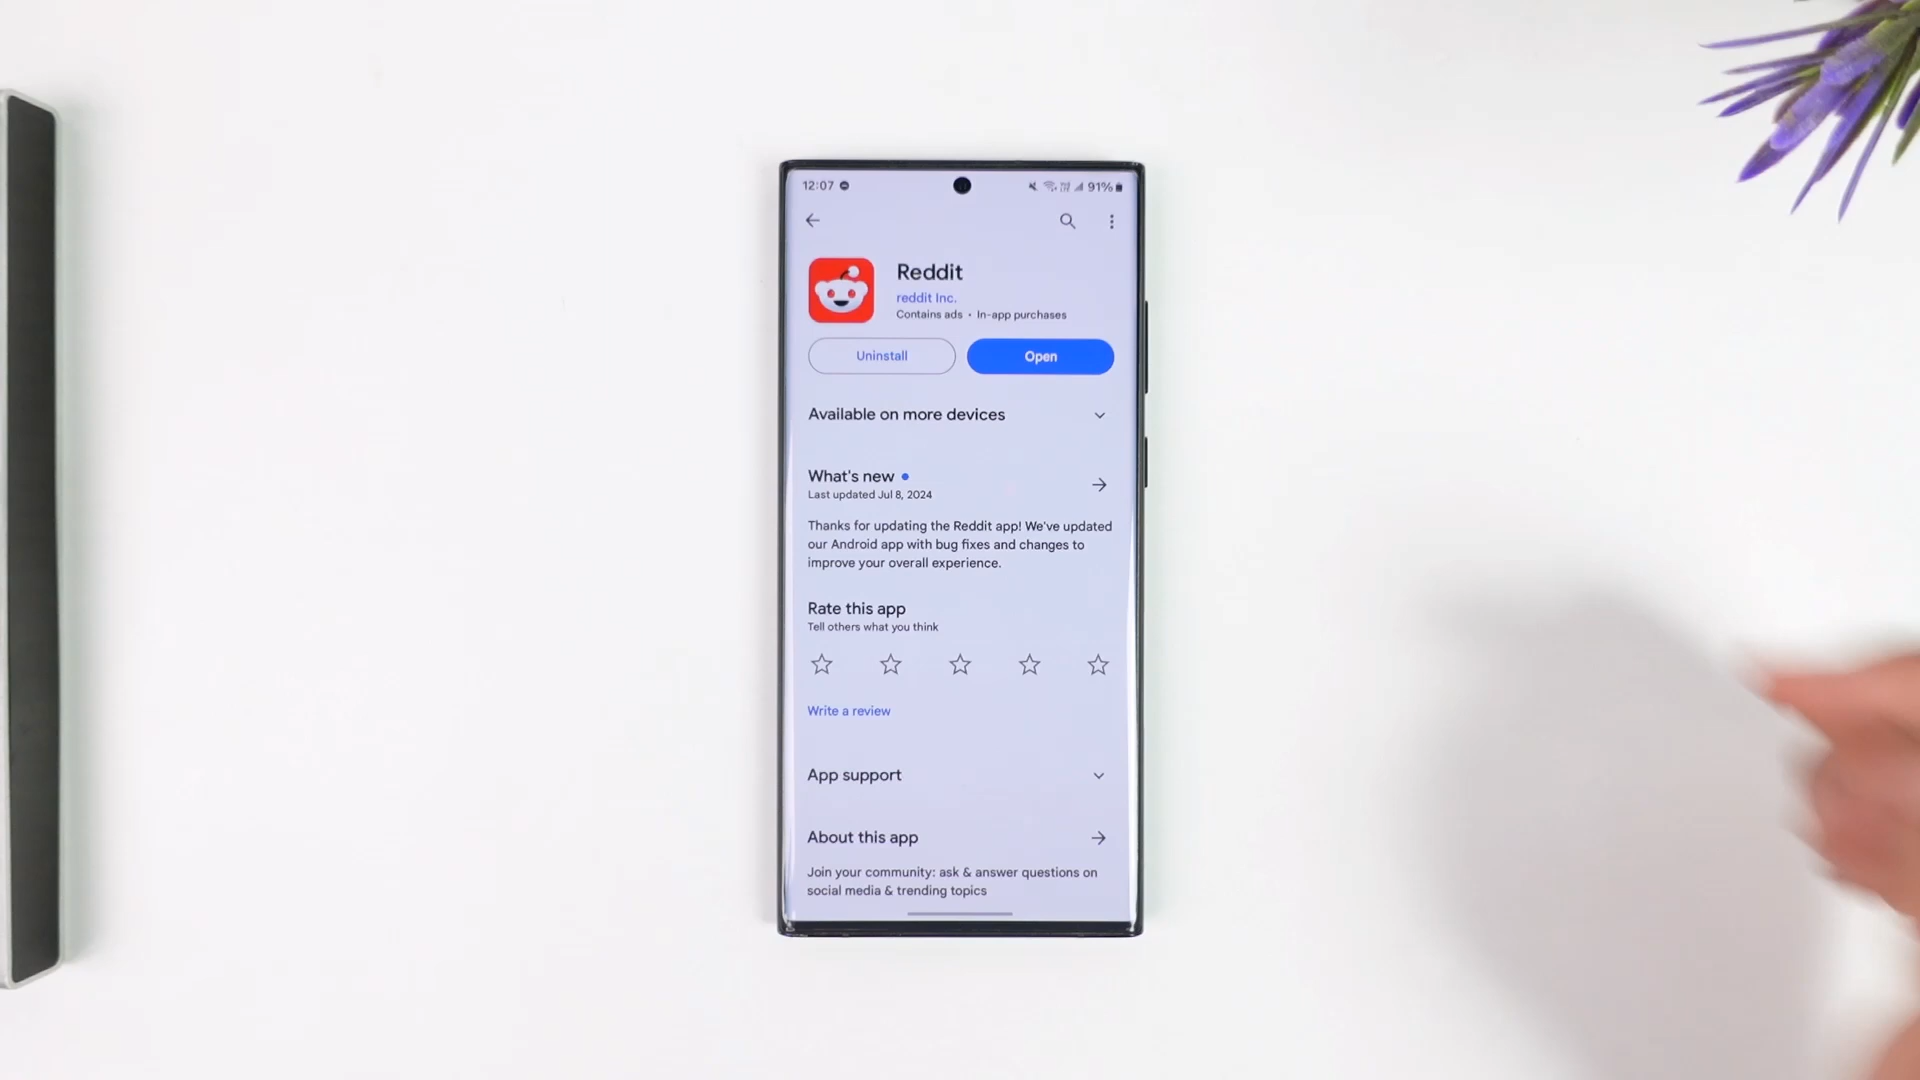 12:07
91%
Reddit
reddit Inc.
Contains ads • In-app purchases
Uninstall
Open
Available on more devices
What's new
Last updated Jul 8, 2024
Thanks for updating the Reddit app! We've updated
our Android app with bug fixes and changes to
improve your overall experience.
Rate this app
Tell others what you think
Write a review
App support
About this app
Join your community: ask & answer questions on
social media & trending topics